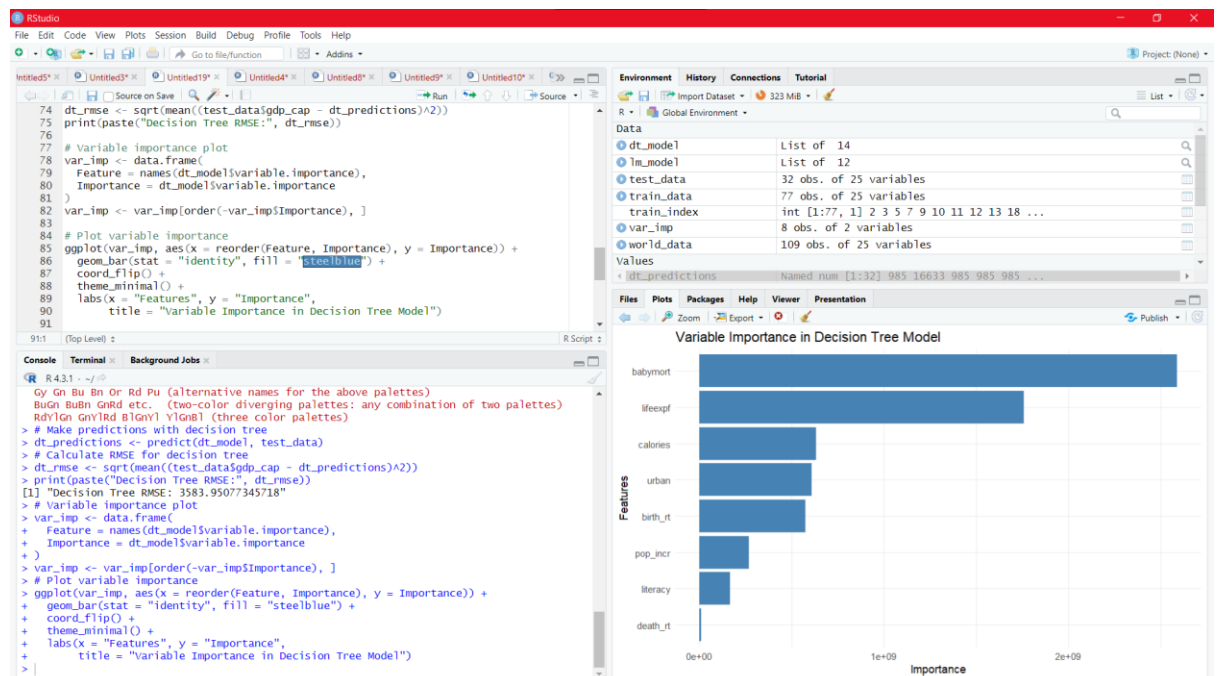 RStudio
File Edit Code View Plots Session Build Debug Profile Tools Help
Go to file/function Addins Project: (None)
ntitled5* Untitled3* Untitled19* Untitled4* Untitled8* Untitled9* Untitled10*
Source on Save Run Source
74 dt_rmse <- sqrt(mean((test_data$gdp_cap - dt_predictions)^2))
75 print(paste("Decision Tree RMSE:", dt_rmse))
76
77 # Variable importance plot
78 var_imp <- data.frame(
79 Feature = names(dt_model$variable.importance),
80 Importance = dt_model$variable.importance
81 )
82 var_imp <- var_imp[order(-var_imp$Importance), ]
83
84 # Plot variable importance
85 ggplot(var_imp, aes(x = reorder(Feature, Importance), y = Importance)) +
86 geom_bar(stat = "identity", fill = "steelblue") +
87 coord_flip() +
88 theme_minimal() +
89 labs(x = "Features", y = "Importance",
90 title = "Variable Importance in Decision Tree Model")
91
91:1 (Top Level) R Script
Console Terminal Background Jobs
R 4.3.1 · ~/
Gy Gn Bu Bn Or Rd Pu (alternative names for the above palettes)
BuGn BuBn GnRd etc. (two-color diverging palettes: any combination of two palettes)
RdYlGn GnYlRd BlGnYl YlGnBl (three color palettes)
> # Make predictions with decision tree
> dt_predictions <- predict(dt_model, test_data)
> # Calculate RMSE for decision tree
> dt_rmse <- sqrt(mean((test_data$gdp_cap - dt_predictions)^2))
> print(paste("Decision Tree RMSE:", dt_rmse))
[1] "Decision Tree RMSE: 3583.95077345718"
> # Variable importance plot
> var_imp <- data.frame(
+ Feature = names(dt_model$variable.importance),
+ Importance = dt_model$variable.importance
+ )
> var_imp <- var_imp[order(-var_imp$Importance), ]
> # Plot variable importance
> ggplot(var_imp, aes(x = reorder(Feature, Importance), y = Importance)) +
+ geom_bar(stat = "identity", fill = "steelblue") +
+ coord_flip() +
+ theme_minimal() +
+ labs(x = "Features", y = "Importance",
+ title = "Variable Importance in Decision Tree Model")
>
Environment History Connections Tutorial
Import Dataset 323 MiB List
R Global Environment
Data
dt_model List of 14
lm_model List of 12
test_data 32 obs. of 25 variables
train_data 77 obs. of 25 variables
train_index int [1:77, 1] 2 3 5 7 9 10 11 12 13 18 ...
var_imp 8 obs. of 2 variables
world_data 109 obs. of 25 variables
Values
dt_predictions Named num [1:32] 985 16633 985 985 985 ...
Files Plots Packages Help Viewer Presentation
Zoom Export Publish
Variable Importance in Decision Tree Model
babymort
lifeexpf
calories
urban
birth_rt
pop_incr
literacy
death_rt
Features
0e+00 1e+09 2e+09
Importance